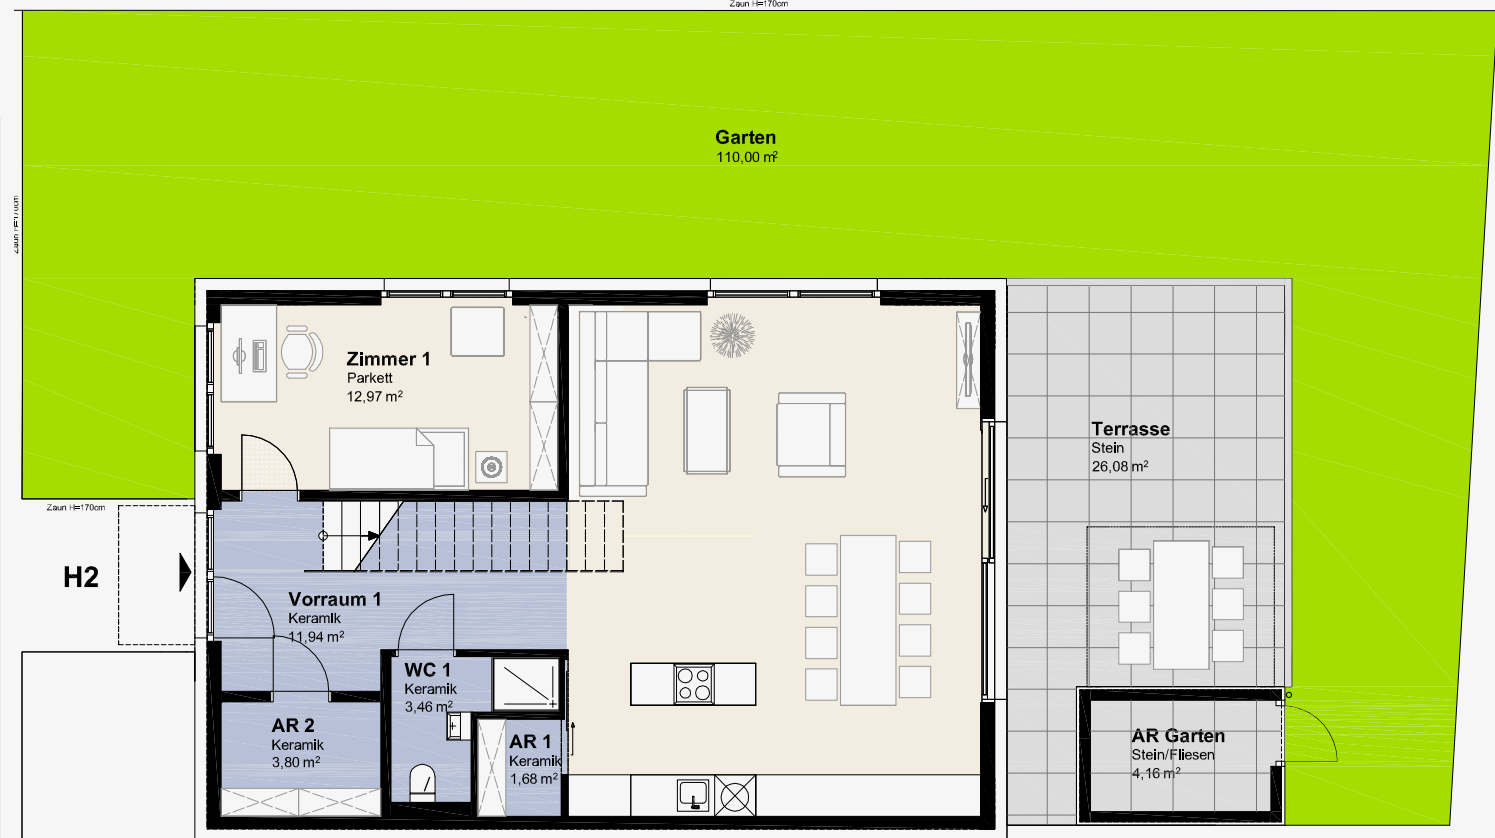 Zaun H=170cm
Garten
110,00 m²
Zaun H=170cm
Zimmer 1
Parkett
12,97 m²
Terrasse
Stein
26,08 m²
Zaun H=170cm
H2
Vorraum 1
Keramik
11,94 m²
WC 1
Keramik
3,46 m²
AR 2
Keramik
3,80 m²
AR 1
Keramik
1,68 m²
AR Garten
Stein/Fliesen
4,16 m²